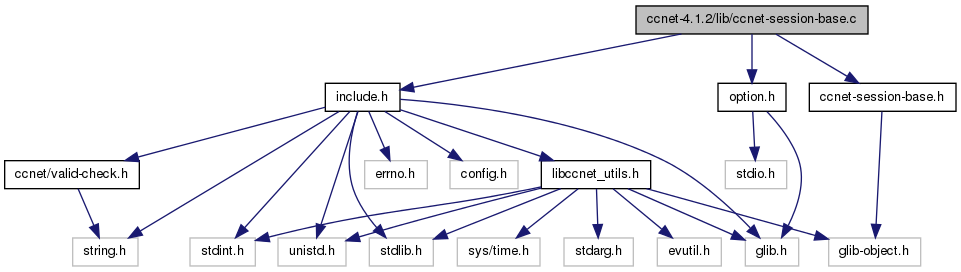 ccnet-4.1.2/lib/ccnet-session-base.c
include.h
option.h
ccnet-session-base.h
ccnet/valid-check.h
errno.h
config.h
libccnet_utils.h
stdio.h
string.h
stdint.h
unistd.h
stdlib.h
sys/time.h
stdarg.h
evutil.h
glib.h
glib-object.h